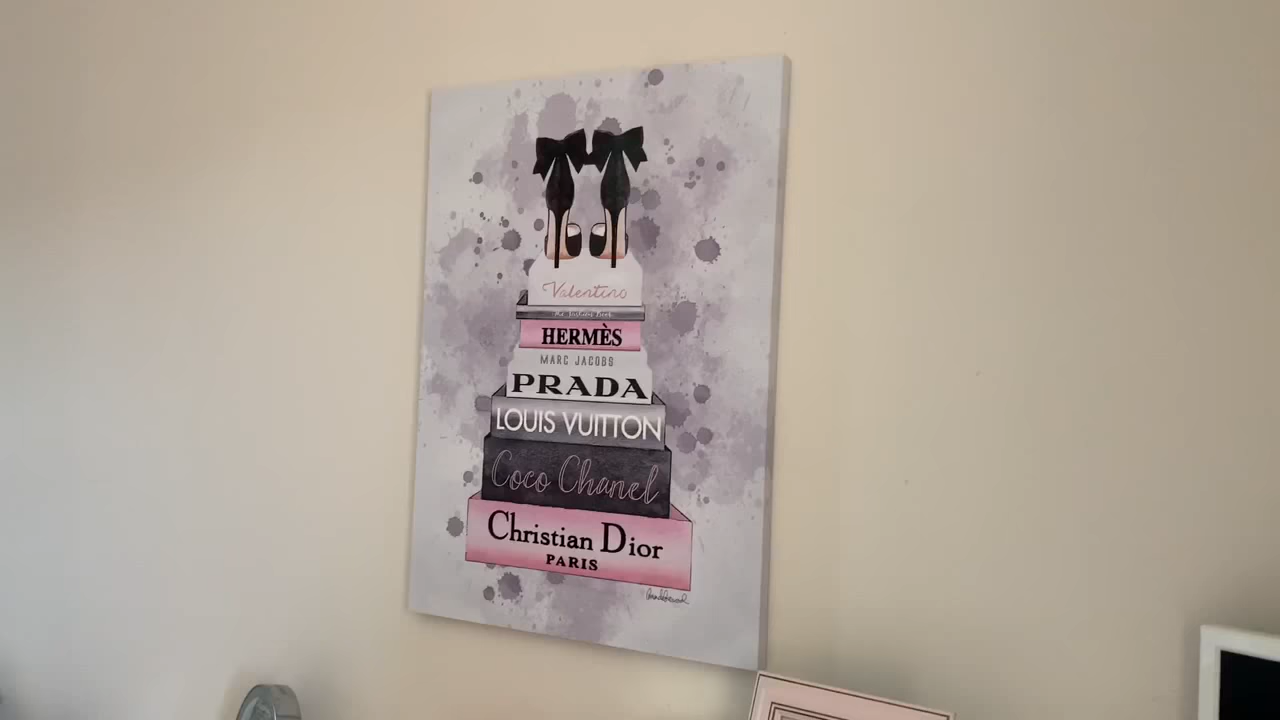 Valentino
HERMÈS
MARC JACOBS
PRADA
LOUIS VUITTON
Coco Chanel
Christian Dior
PARIS